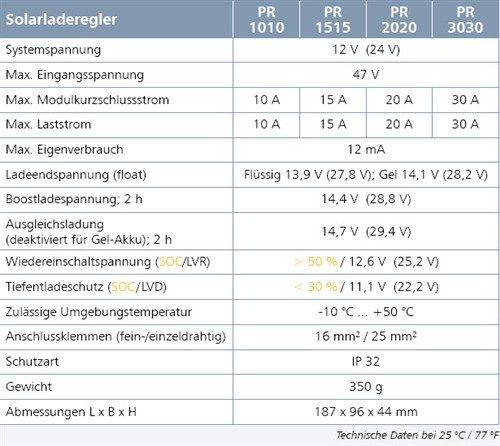 Solarladeregler PR 1010 PR 1515 PR 2020 PR 3030
Systemspannung 12 V (24 V)
Max. Eingangsspannung 47 V
Max. Modulkurzschlussstrom 10 A 15 A 20 A 30 A
Max. Laststrom 10 A 15 A 20 A 30 A
Max. Eigenverbrauch 12 mA
Ladeendspannung (float) Flüssig 13,9 V (27,8 V); Gel 14,1 V (28,2 V)
Boostladespannung; 2 h 14,4 V (28,8 V)
Ausgleichsladung
(deaktiviert für Gel-Akku); 2 h 14,7 V (29,4 V)
Wiedereinschaltspannung (SOC/LVR) > 50 % / 12,6 V (25,2 V)
Tiefentladeschutz (SOC/LVD) < 30 % / 11,1 V (22,2 V)
Zulässige Umgebungstemperatur -10 °C ... +50 °C
Anschlussklemmen (fein-/einzeldrahtig) 16 mm² / 25 mm²
Schutzart IP 32
Gewicht 350 g
Abmessungen L x B x H 187 x 96 x 44 mm
Technische Daten bei 25 °C / 77 °F